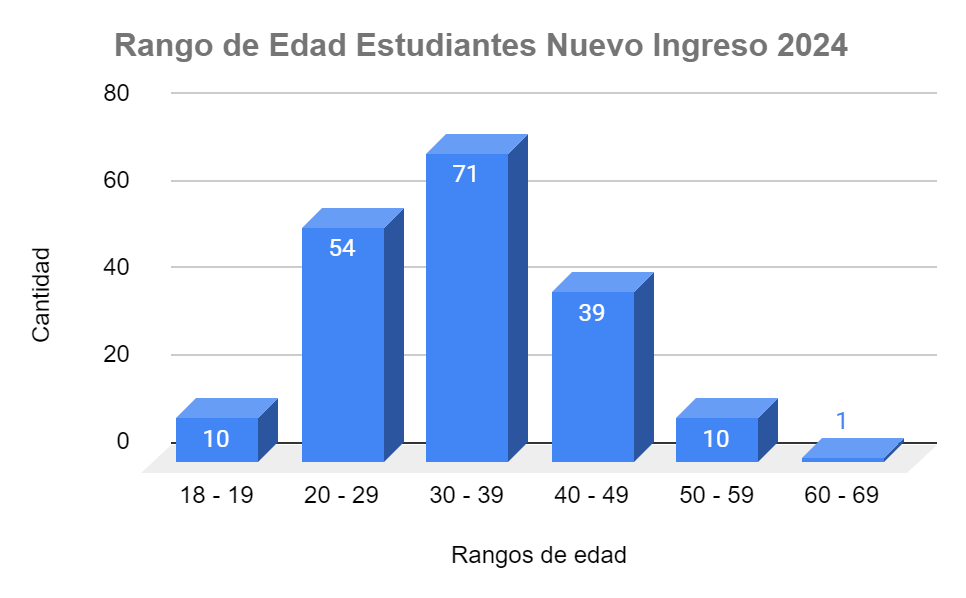 Rango de Edad Estudiantes Nuevo Ingreso 2024
80
60
40
20
0
Cantidad
10
54
71
39
10
1
18 - 19
20 - 29
30 - 39
40 - 49
50 - 59
60 - 69
Rangos de edad